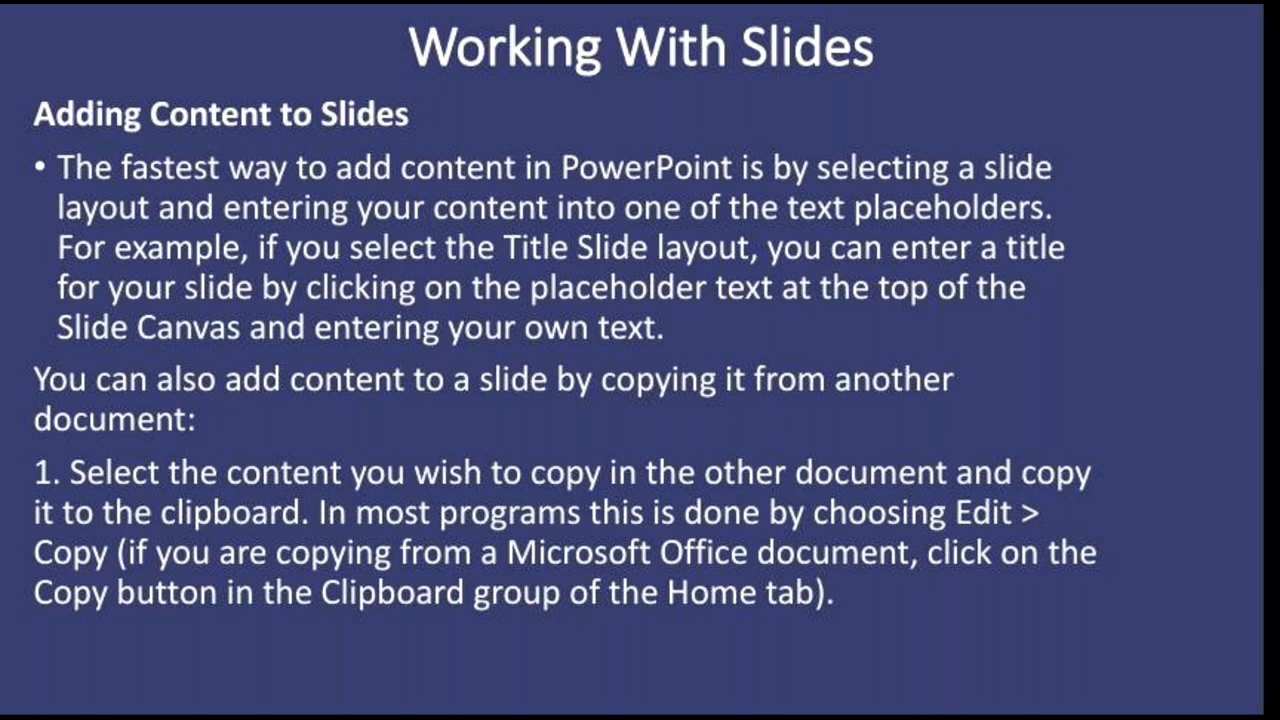 Working With Slides
Adding Content to Slides
• The fastest way to add content in PowerPoint is by selecting a slide
layout and entering your content into one of the text placeholders.
For example, if you select the Title Slide layout, you can enter a title
for your slide by clicking on the placeholder text at the top of the
Slide Canvas and entering your own text.
You can also add content to a slide by copying it from another
document:
1. Select the content you wish to copy in the other document and copy
it to the clipboard. In most programs this is done by choosing Edit >
Copy (if you are copying from a Microsoft Office document, click on the
Copy button in the Clipboard group of the Home tab).